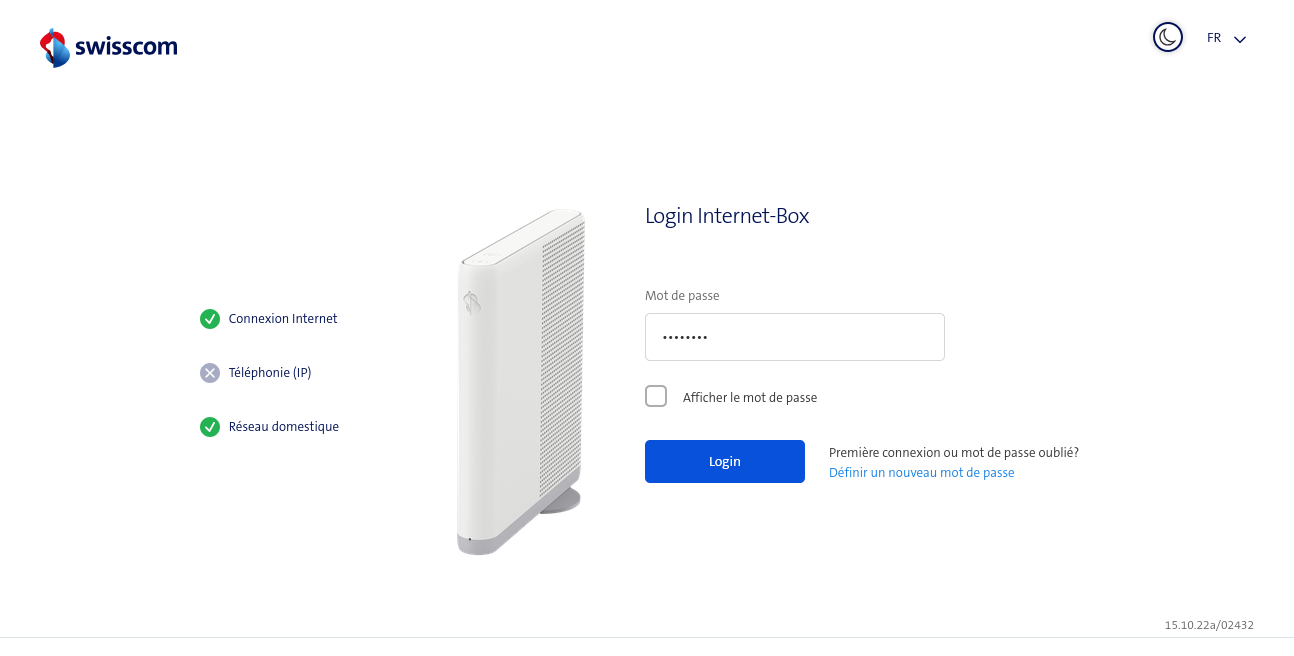 swisscom
FR
Login Internet-Box
Mot de passe
••••••••
Afficher le mot de passe
Login
Première connexion ou mot de passe oublié?
Définir un nouveau mot de passe
Connexion Internet
Téléphonie (IP)
Réseau domestique
15.10.22a/02432